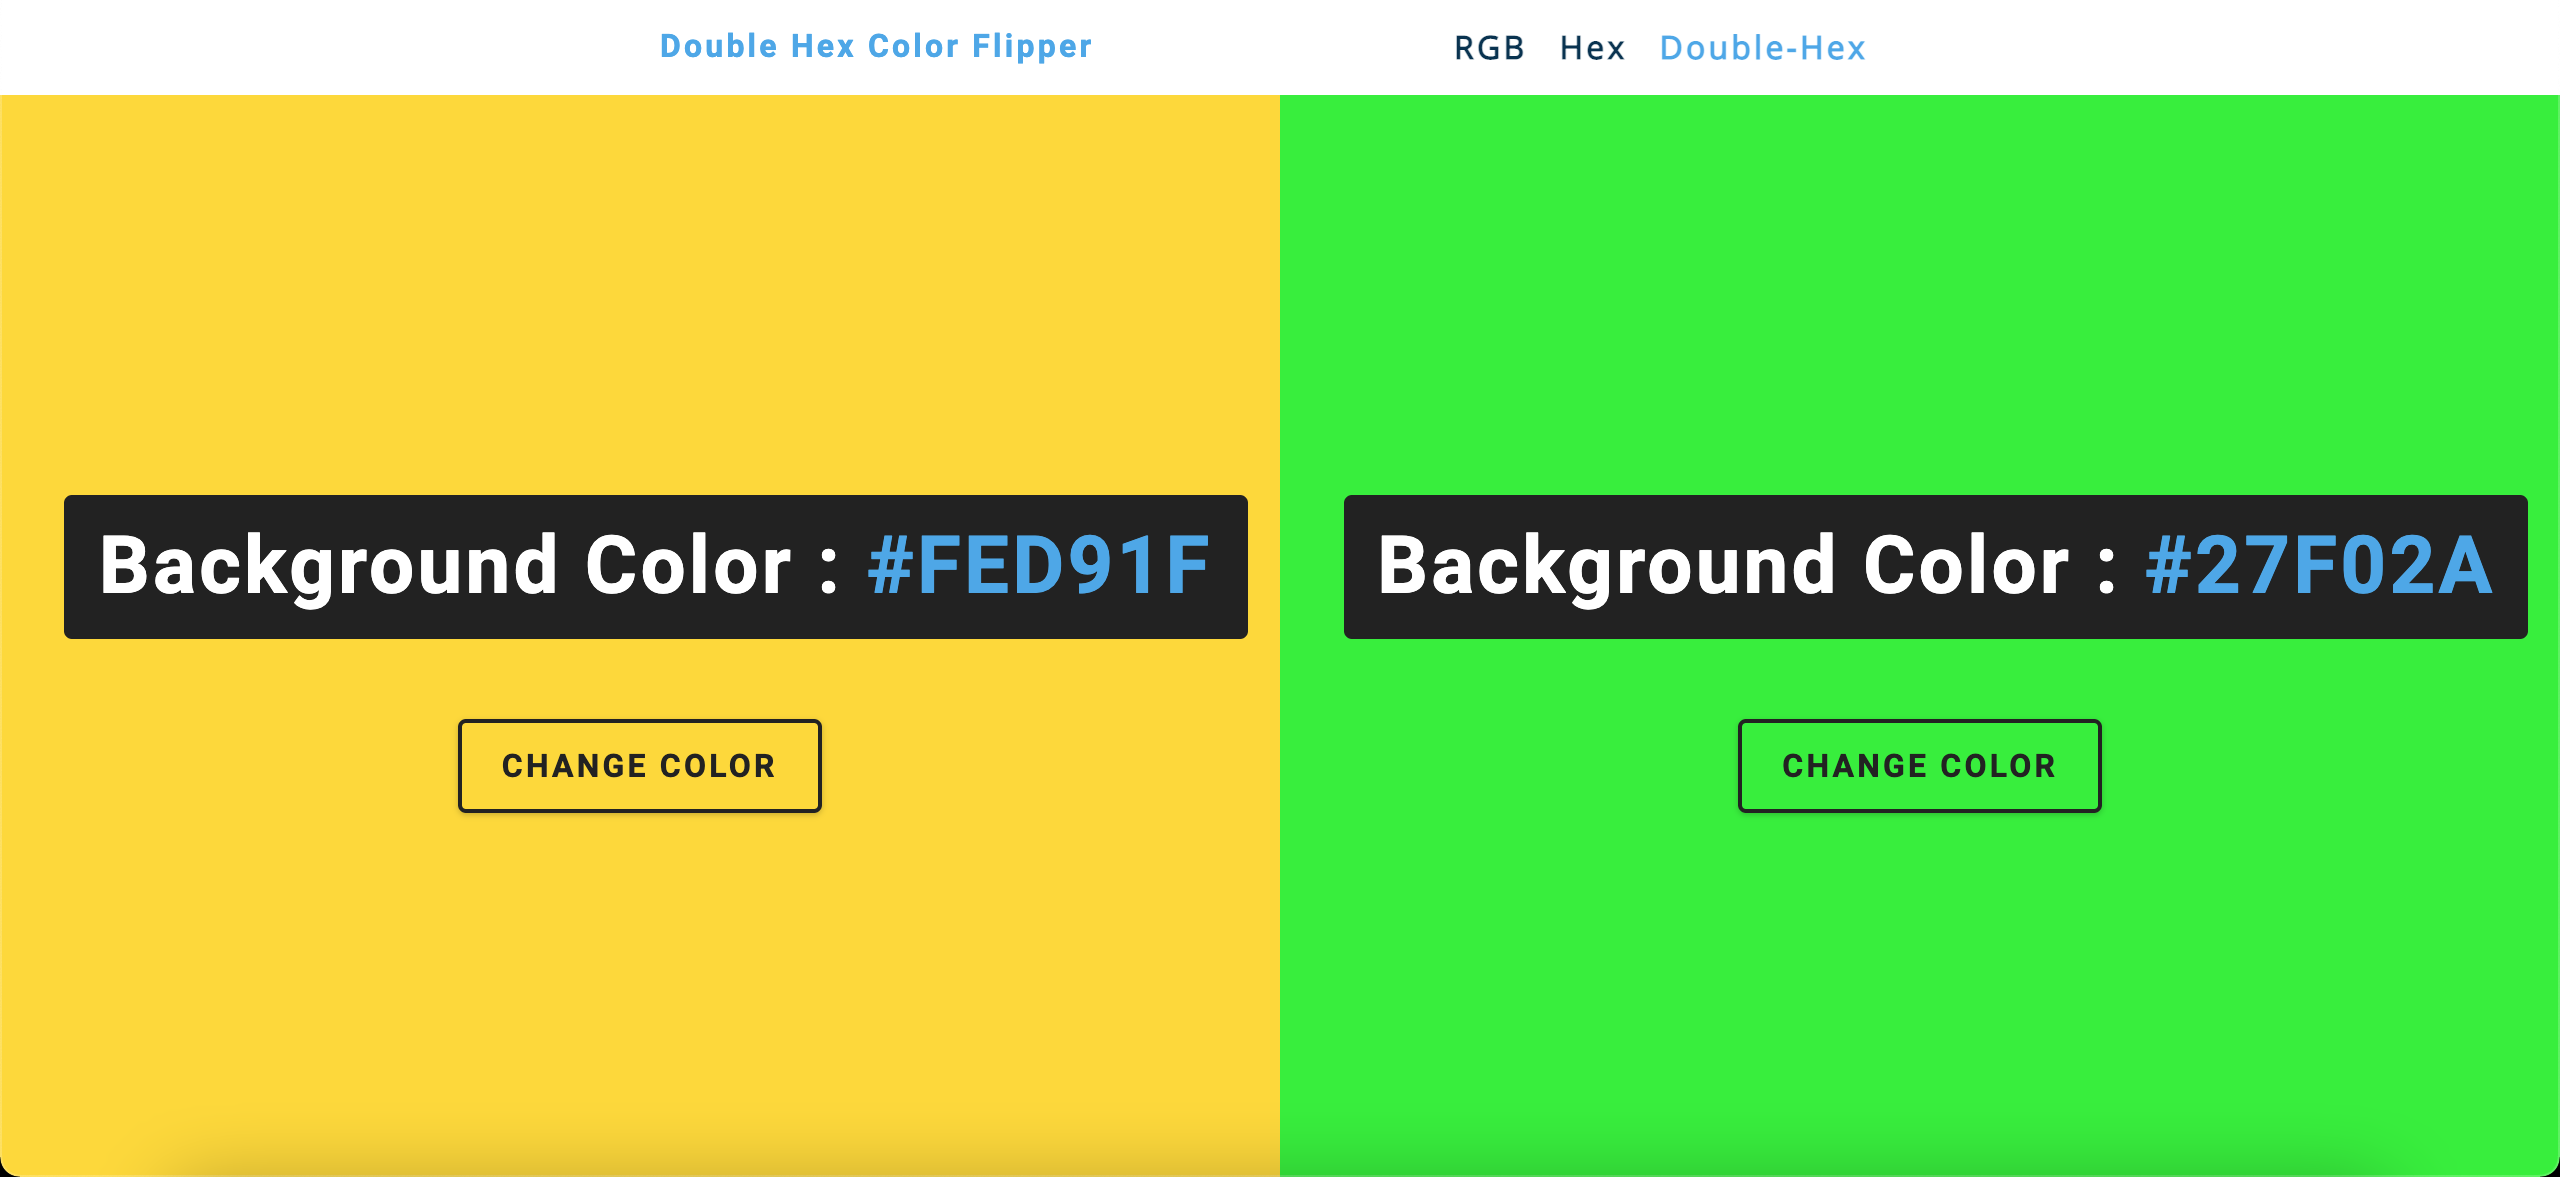 Double Hex Color Flipper
RGB Hex Double-Hex
Background Color : #FED91F
CHANGE COLOR
Background Color : #27F02A
CHANGE COLOR